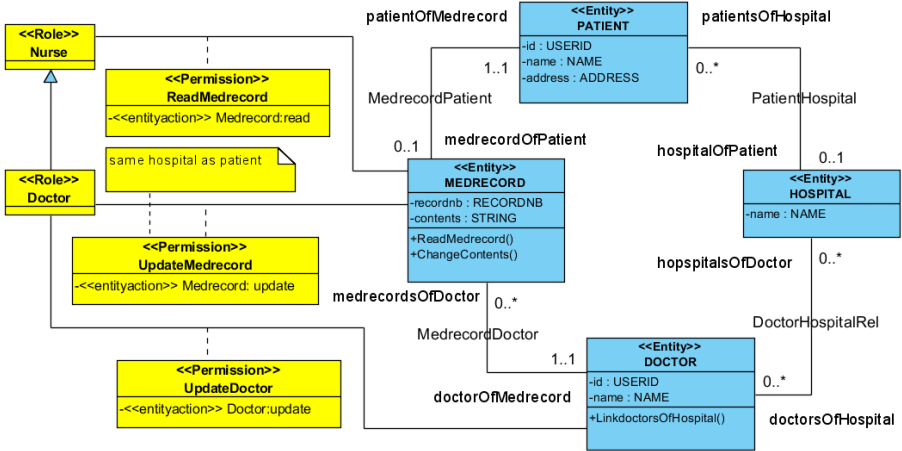 patientOfMedrecord
<<Entity>>
PATIENT
-id : USERID
-name : NAME
-address : ADDRESS
patientsOfHospital
<<Role>>
Nurse
<<Permission>>
ReadMedrecord
-<<entityaction>> Medrecord:read
1..1
0..*
MedrecordPatient
PatientHospital
0..1
medrecordOfPatient
hospitalOfPatient
0..1
same hospital as patient
<<Role>>
Doctor
<<Entity>>
MEDRECORD
-recordnb : RECORDNB
-contents : STRING
+ReadMedrecord()
+ChangeContents()
<<Entity>>
HOSPITAL
-name : NAME
<<Permission>>
UpdateMedrecord
-<<entityaction>> Medrecord: update
hopspitalsOfDoctor
0..*
medrecordsOfDoctor
0..*
MedrecordDoctor
DoctorHospitalRel
1..1
<<Entity>>
DOCTOR
-id : USERID
-name : NAME
+LinkdoctorsOfHospital()
0..*
<<Permission>>
UpdateDoctor
-<<entityaction>> Doctor:update
doctorOfMedrecord
doctorsOfHospital